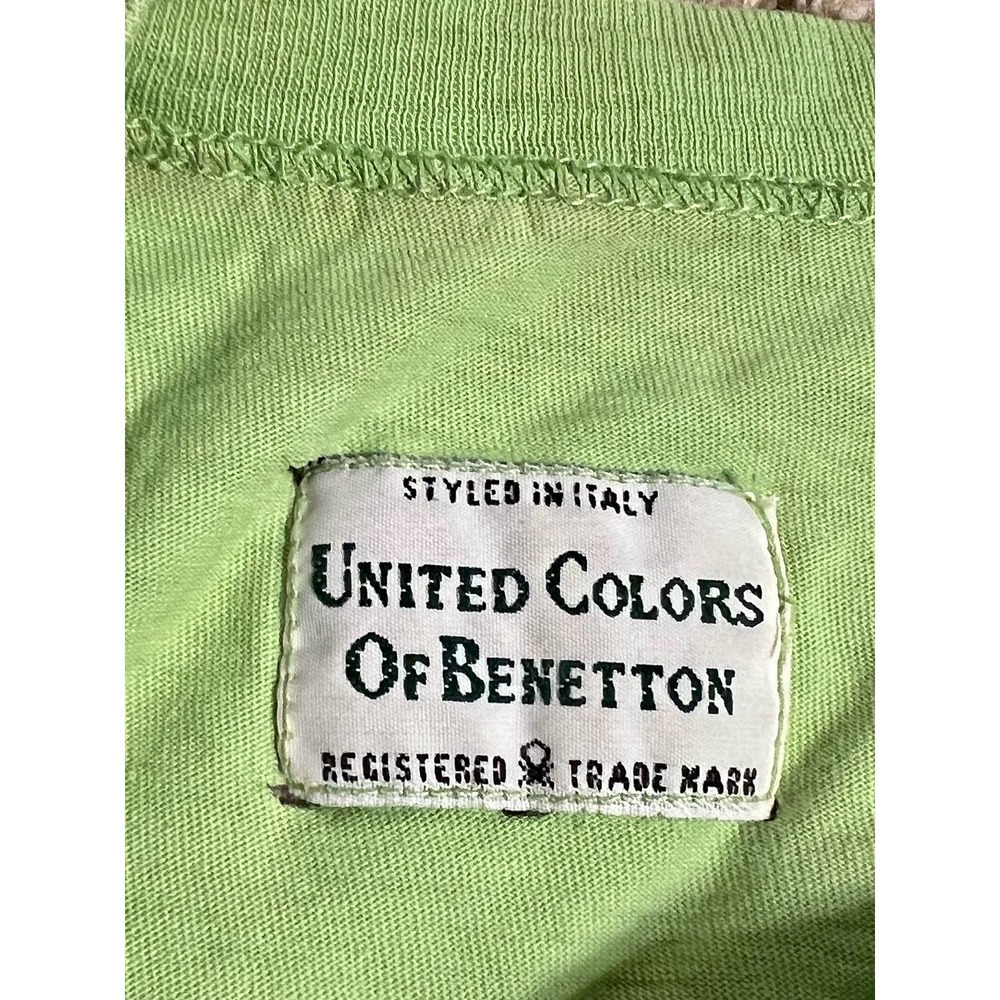 STYLED IN ITALY
UNITED COLORS
OF BENETTON
REGISTERED TRADE MARK